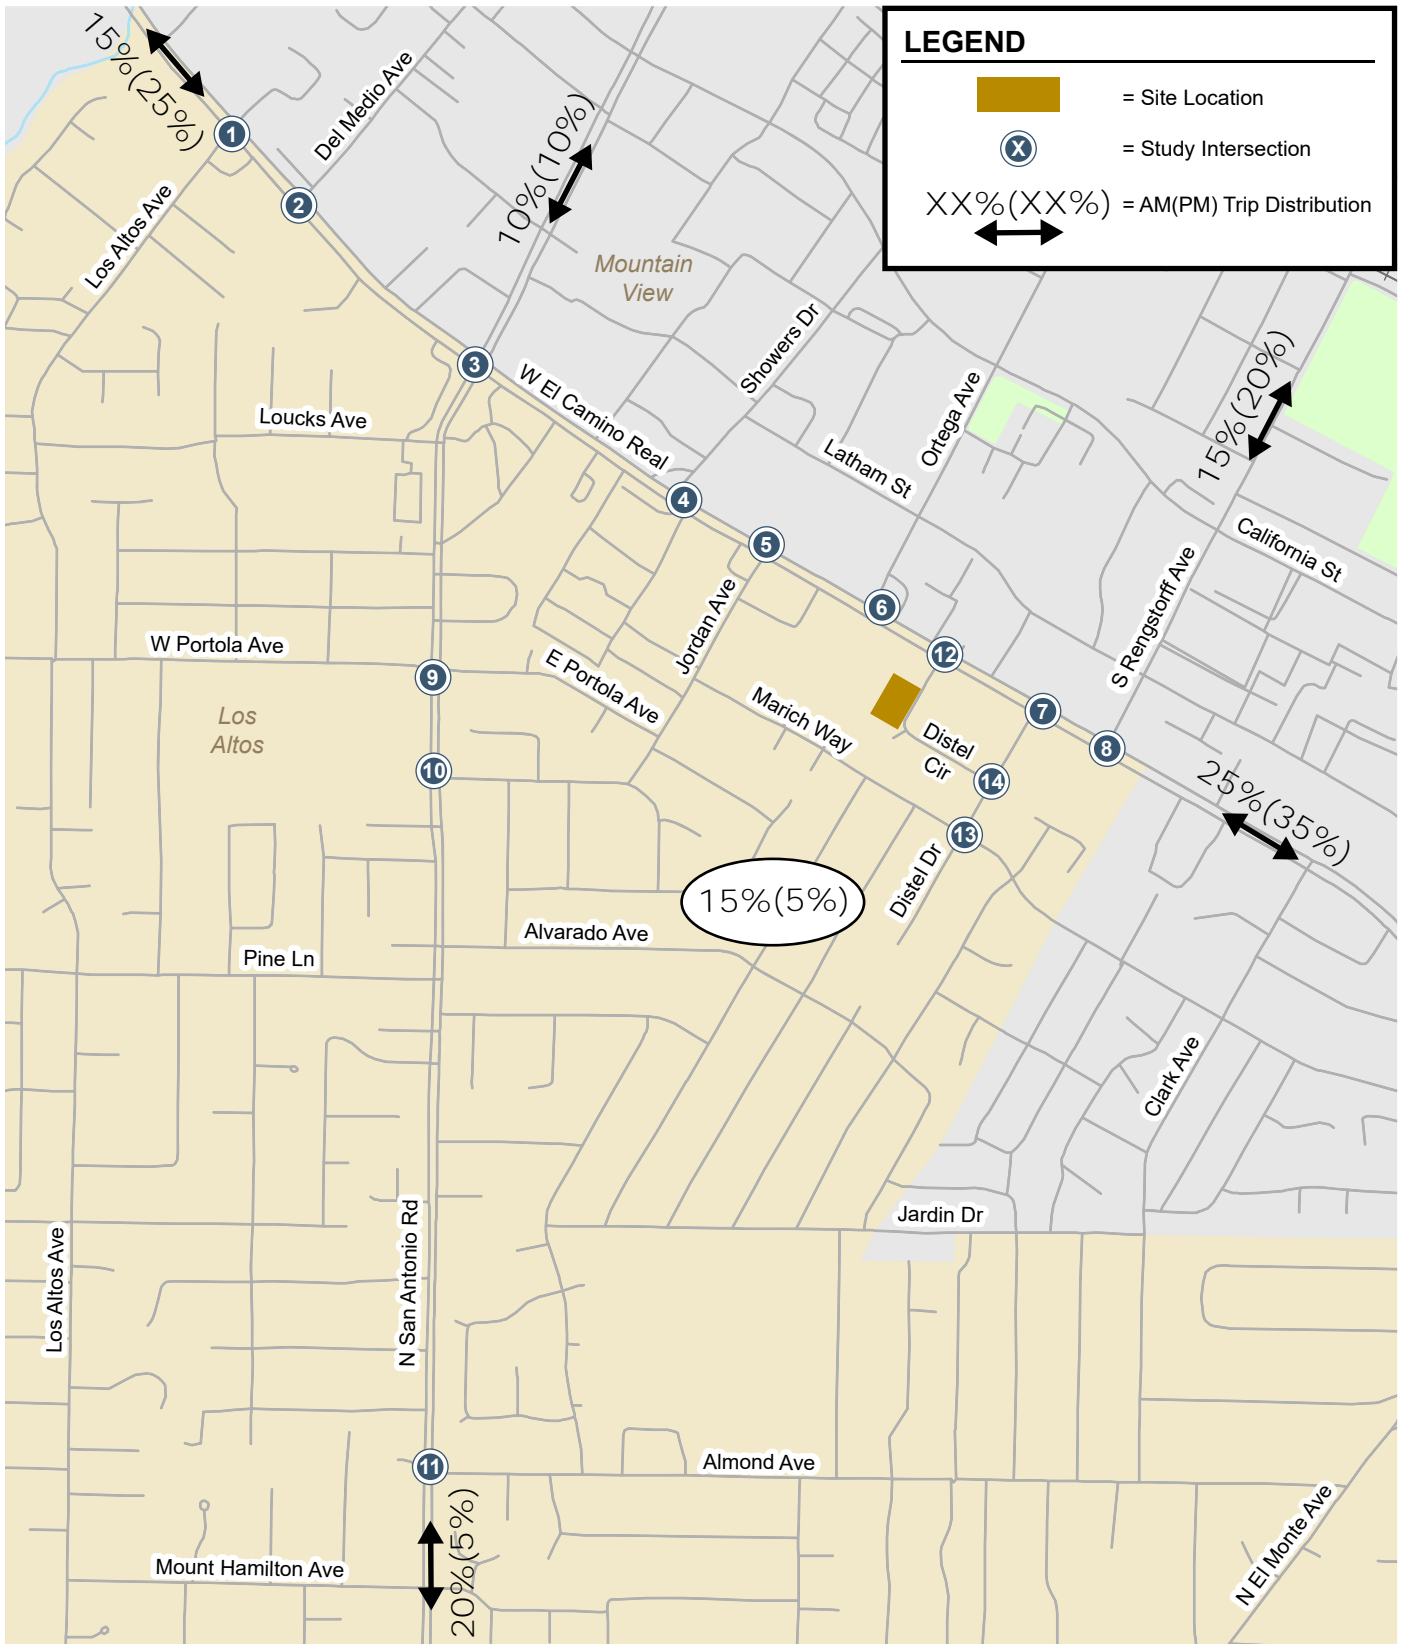 LEGEND
= Site Location
X
= Study Intersection
XX%(XX%)
= AM(PM) Trip Distribution
15%(25%)
1
Del Medio Ave
10%(10%)
2
Los Altos Ave
Mountain
View
Showers Dr
3
15%(20%)
W El Camino Real
Ortega Ave
Loucks Ave
Latham St
4
California St
5
S Rengstorff Ave
Jordan Ave
6
W Portola Ave
12
9
E Portola Ave
Marich Way
7
Los
Altos
Distel
Cir
8
10
14
25%(35%)
13
Distel Dr
15%(5%)
Alvarado Ave
Pine Ln
Clark Ave
Jardin Dr
Los Altos Ave
N San Antonio Rd
11
Almond Ave
20%(5%)
N El Monte Ave
Mount Hamilton Ave